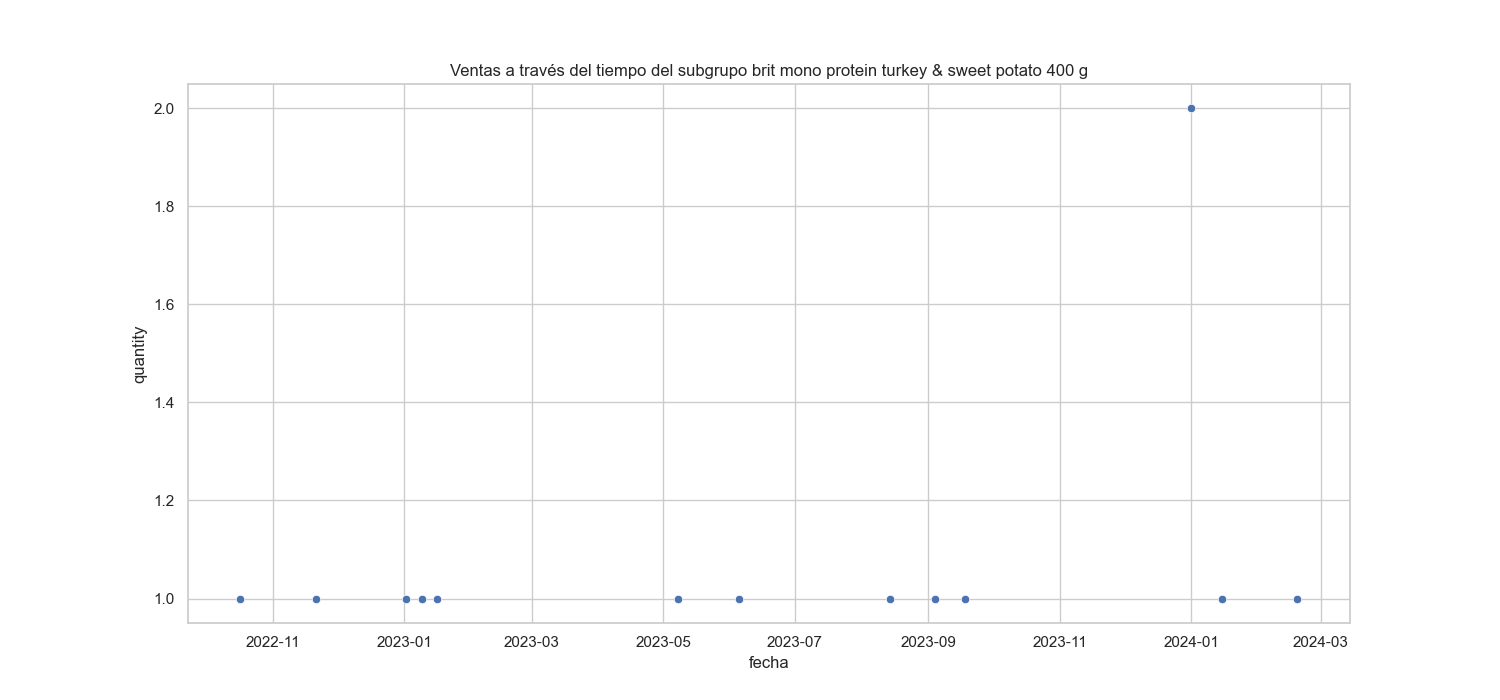 Ventas a través del tiempo del subgrupo brit mono protein turkey & sweet potato 400 g
2.0
1.8
1.6
1.4
1.2
1.0
quantity
2022-11 2023-01 2023-03 2023-05 2023-07 2023-09 2023-11 2024-01 2024-03
fecha